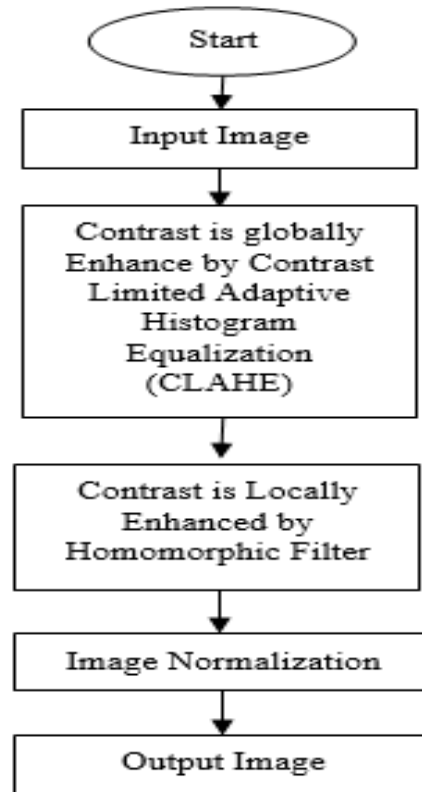 Start
Input Image
Contrast is globally
Enhance by Contrast
Limited Adaptive
Histogram
Equalization
(CLAHE)
Contrast is Locally
Enhanced by
Homomorphic Filter
Image Normalization
Output Image